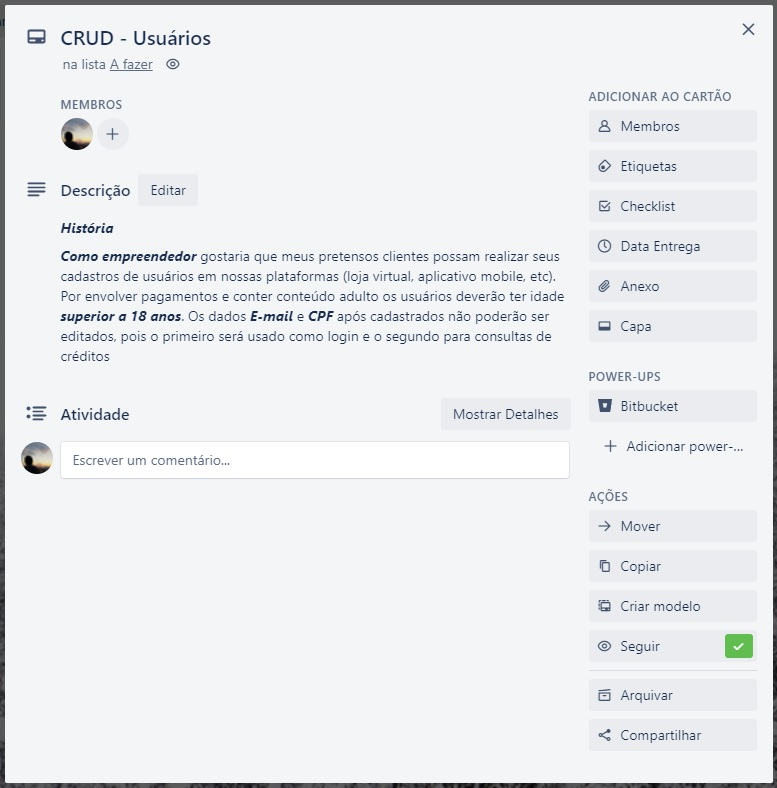 CRUD - Usuários
na lista A fazer
MEMBROS
Descrição
Editar
História
Como empreendedor gostaria que meus pretensos clientes possam realizar seus
cadastros de usuários em nossas plataformas (loja virtual, aplicativo mobile, etc).
Por envolver pagamentos e conter conteúdo adulto os usuários deverão ter idade
superior a 18 anos. Os dados E-mail e CPF após cadastrados não poderão ser
editados, pois o primeiro será usado como login e o segundo para consultas de
créditos
Atividade
Mostrar Detalhes
Escrever um comentário...
ADICIONAR AO CARTÃO
Membros
Etiquetas
Checklist
Data Entrega
Anexo
Capa
POWER-UPS
Bitbucket
Adicionar power-...
AÇÕES
Mover
Copiar
Criar modelo
Seguir
Arquivar
Compartilhar